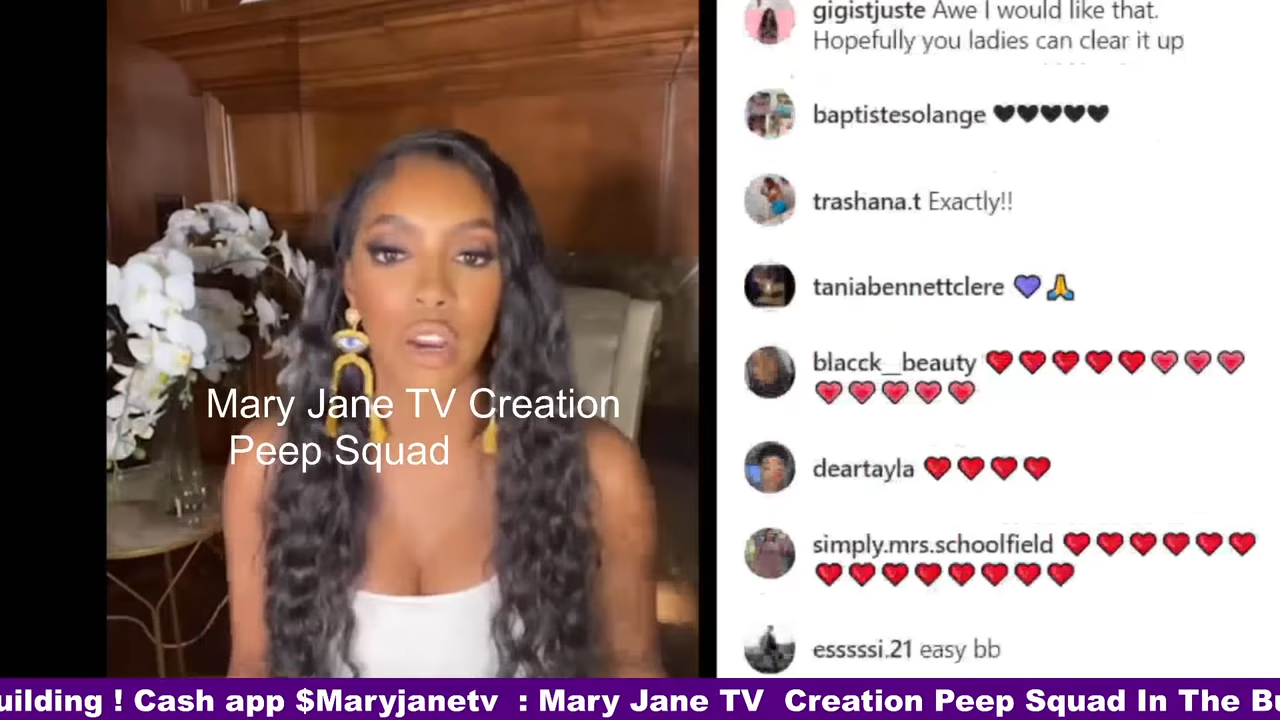 gigistjuste Awe I would like that.
Hopefully you ladies can clear it up
baptistesolange 🖤🖤🖤🖤🖤
trashana.t Exactly!!
taniabennettclere 💜🙏
blacck__beauty ❤️❤️❤️❤️❤️❤️❤️❤️
❤️❤️❤️❤️❤️
deartayla ❤️❤️❤️❤️
simply.mrs.schoolfield ❤️❤️❤️❤️❤️❤️
❤️❤️❤️❤️❤️❤️❤️
esssssi.21 easy bb
Mary Jane TV Creation
Peep Squad
uilding ! Cash app $Maryjanetv : Mary Jane TV Creation Peep Squad In The Bu